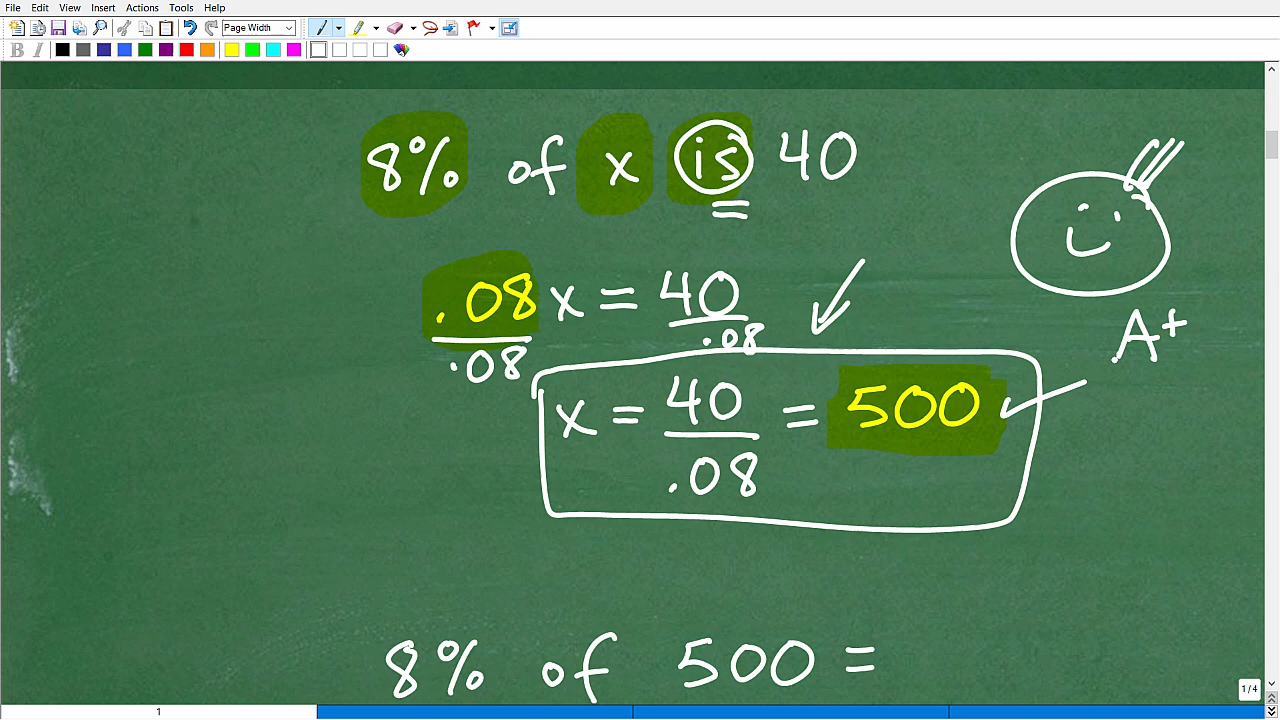 File Edit View Insert Actions Tools Help
Page Width
B I
8% of x is 40
=
.08x = 40
.08 .08
x = 40 = 500
.08
A+
8% of 500 =
1/4
1